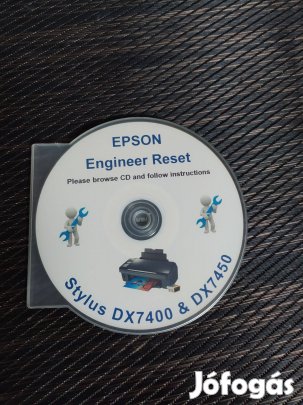 EPSON
Engineer Reset
Please browse CD and follow instructions
Stylus DX7400 & DX7450
Jófogás